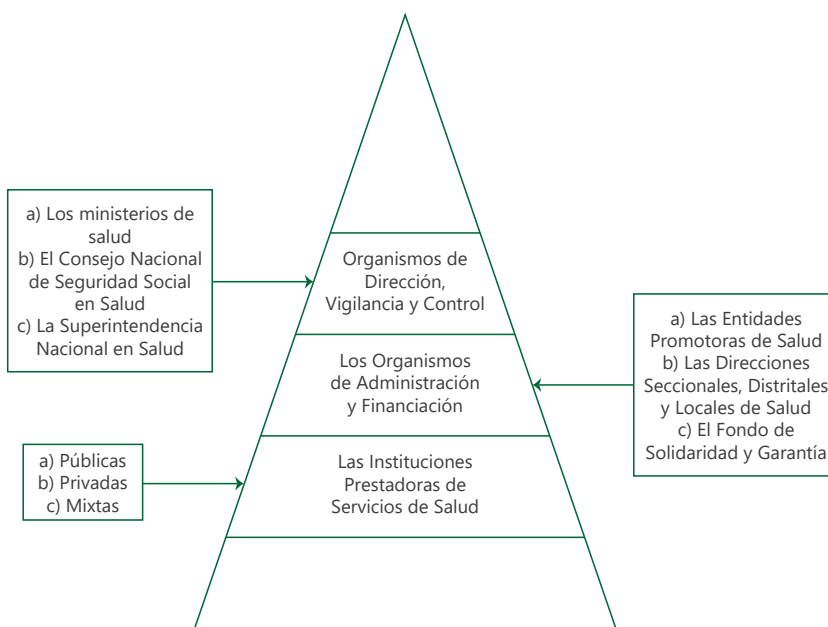 a) Los ministerios de
salud
b) El Consejo Nacional
de Seguridad Social
en Salud
c) La Superintendencia
Nacional en Salud
Organismos de
Dirección,
Vigilancia y Control
a) Las Entidades
Promotoras de Salud
b) Las Direcciones
Seccionales, Distritales
y Locales de Salud
c) El Fondo de
Solidaridad y Garantía
Los Organismos
de Administración
y Financiación
a) Públicas
b) Privadas
c) Mixtas
Las Instituciones
Prestadoras de
Servicios de Salud